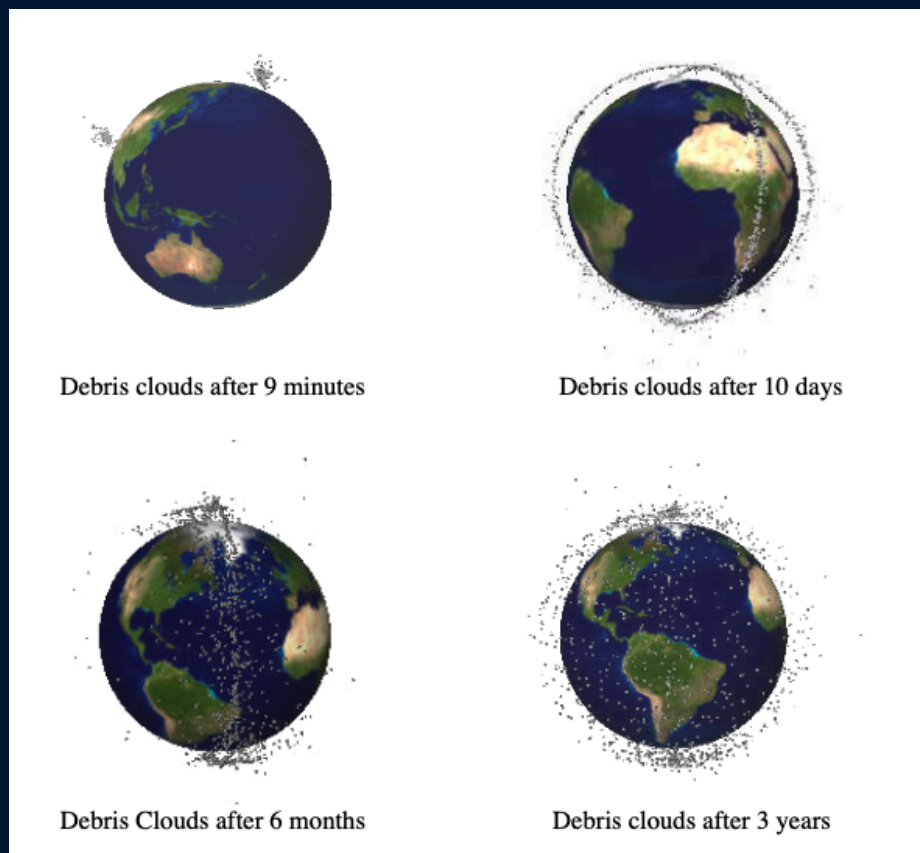 Debris clouds after 9 minutes
Debris clouds after 10 days
Debris Clouds after 6 months
Debris clouds after 3 years